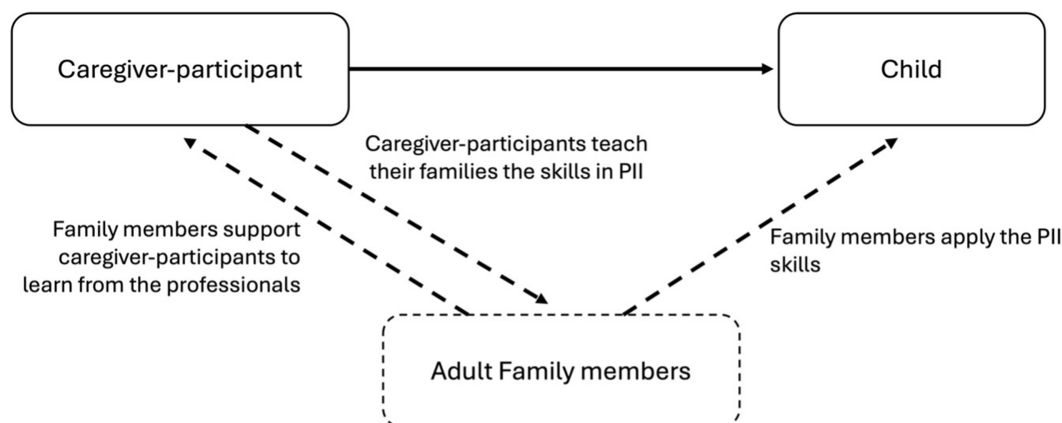 Caregiver-participant
Child
Caregiver-participants teach
their families the skills in PII
Family members support
caregiver-participants to
learn from the professionals
Family members apply the PII
skills
Adult Family members